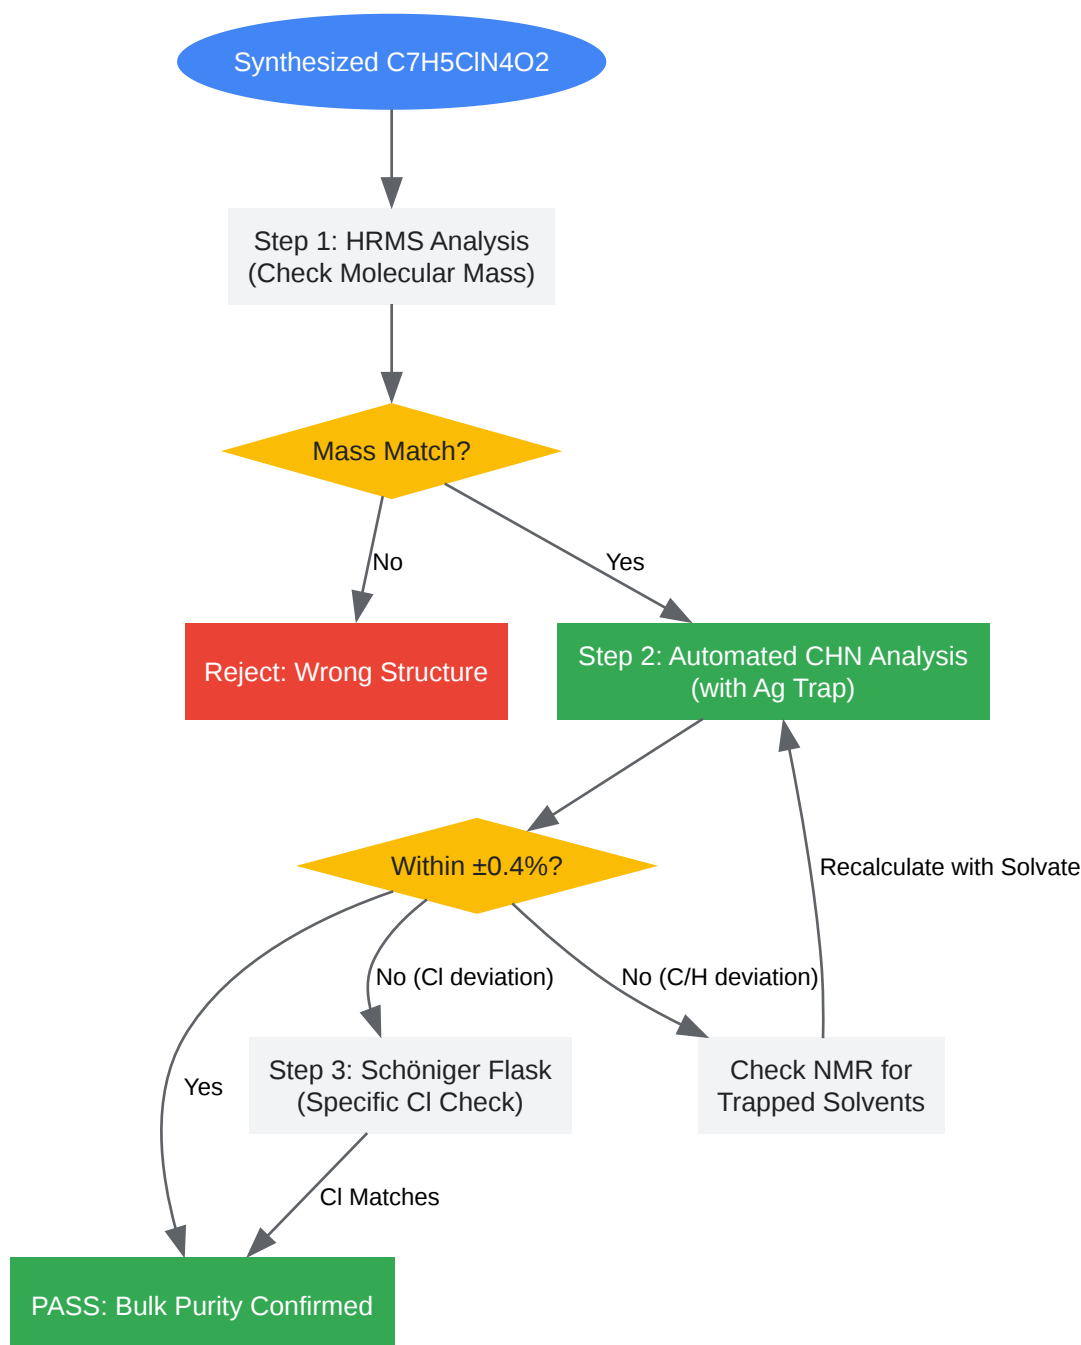 Synthesized C7H5ClN4O2
Step 1: HRMS Analysis
(Check Molecular Mass)
Mass Match?
No
Yes
Reject: Wrong Structure
Step 2: Automated CHN Analysis
(with Ag Trap)
Within ±0.4%?
Recalculate with Solvate
No (Cl deviation)
No (C/H deviation)
Yes
Step 3: Schöniger Flask
(Specific Cl Check)
Check NMR for
Trapped Solvents
Cl Matches
PASS: Bulk Purity Confirmed